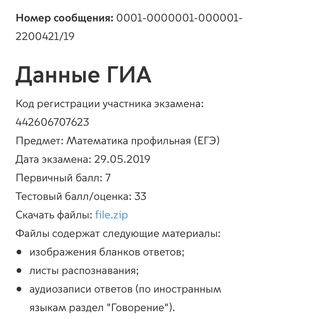 Номер сообщения: 0001-0000001-000001-
2200421/19
Данные ГИА
Код регистрации участника экзамена:
442606707623
Предмет: Математика профильная (ЕГЭ)
Дата экзамена: 29.05.2019
Первичный балл: 7
Тестовый балл/оценка: 33
Скачать файлы: file.zip
Файлы содержат следующие материалы:
• изображения бланков ответов;
• листы распознавания;
• аудиозаписи ответов (по иностранным
языкам раздел "Говорение").